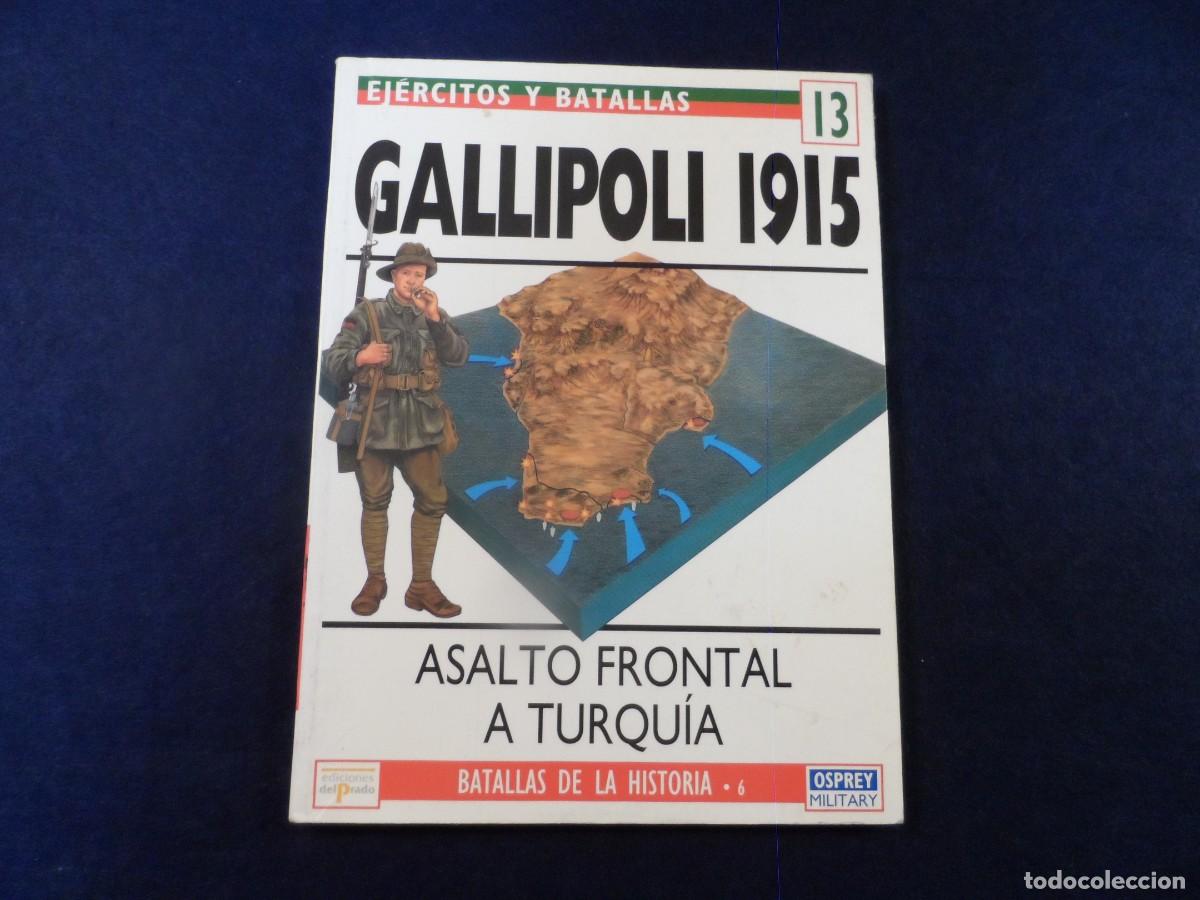 EJÉRCITOS Y BATALLAS
13
GALLIPOLI 1915
ASALTO FRONTAL
A TURQUÍA
ediciones
delPrado
BATALLAS DE LA HISTORIA • 6
OSPREY
MILITARY
todocoleccion